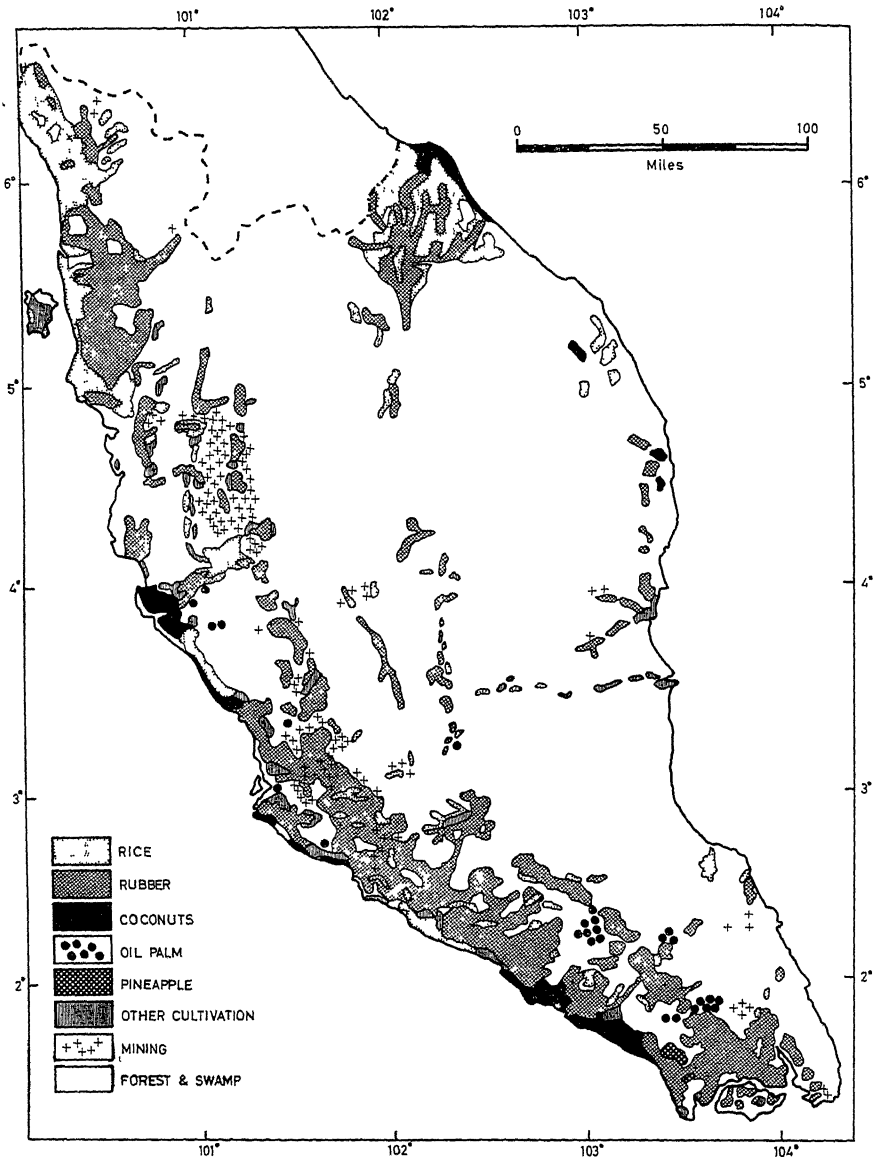 101° 102° 103° 104°
0 50 100
Miles
6° 6°
5° 5°
4° 4°
3° 3°
2° 2°
RICE
RUBBER
COCONUTS
OIL PALM
PINEAPPLE
OTHER CULTIVATION
MINING
FOREST & SWAMP
101° 102° 103° 104°